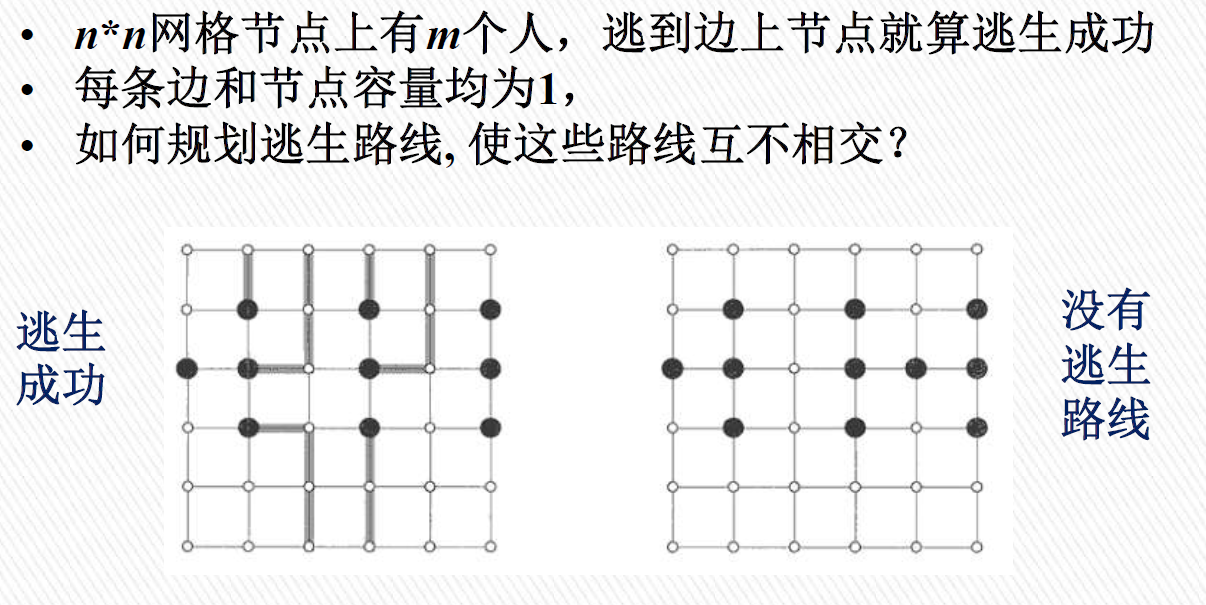 • n*n网格节点上有m个人，逃到边上节点就算逃生成功
• 每条边和节点容量均为1，
• 如何规划逃生路线, 使这些路线互不相交？
逃生
成功
没有
逃生
路线